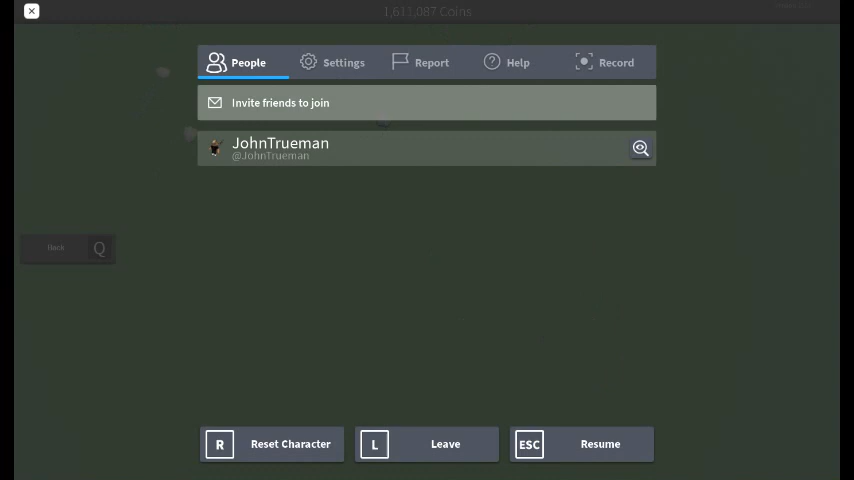 1,611,087 Coins
People
Settings
Report
Help
Record
Invite friends to join
JohnTrueman
@JohnTrueman
Back Q
R Reset Character
L Leave
ESC Resume